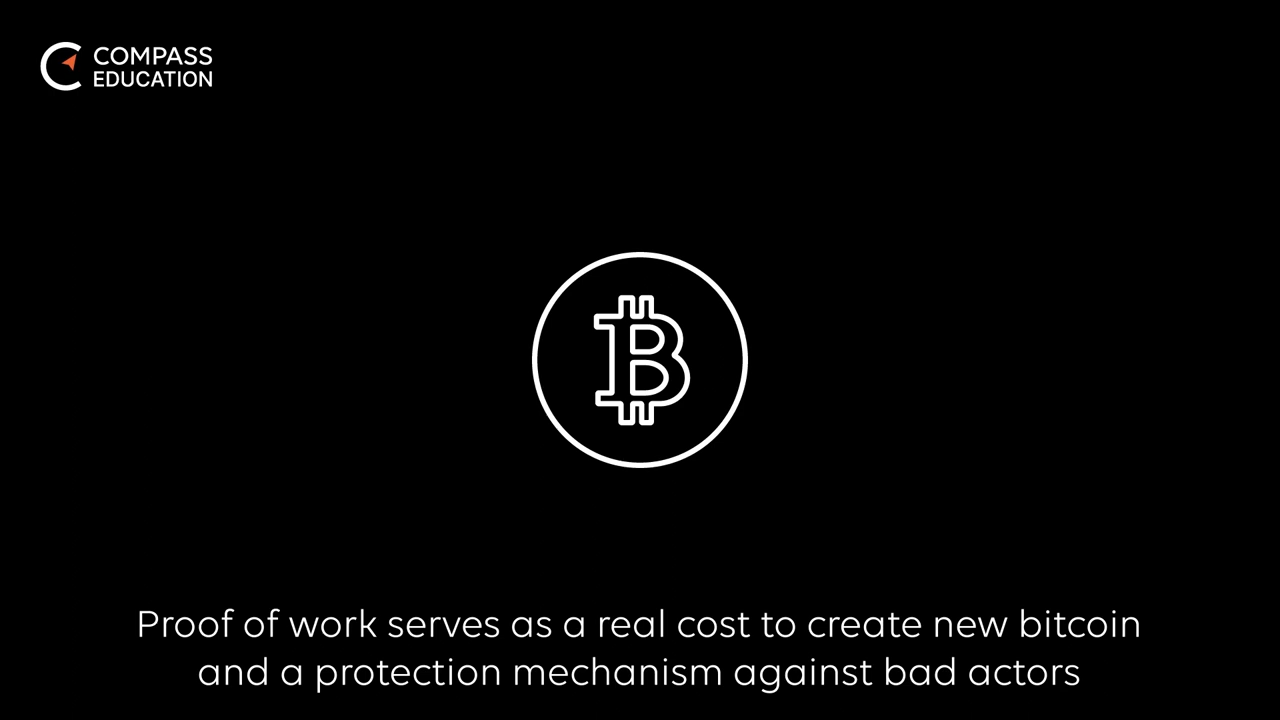 COMPASS
EDUCATION
Proof of work serves as a real cost to create new bitcoin
and a protection mechanism against bad actors